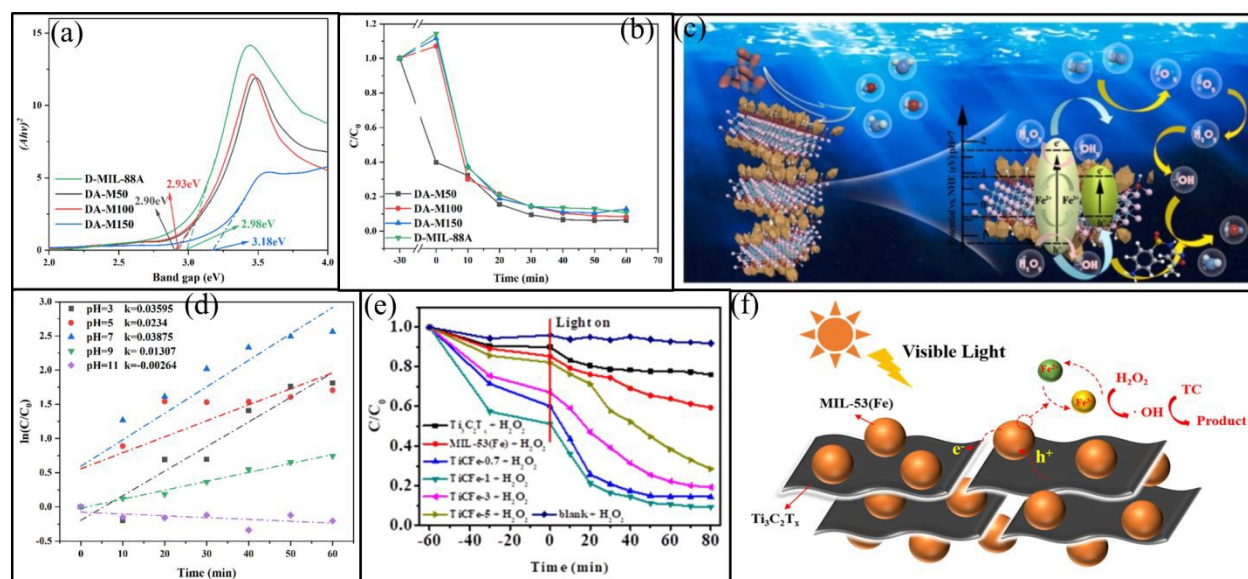 (a)
15
10
5
0
(Ahν)²
D-MIL-88A
DA-M50
DA-M100
DA-M150
2.93eV
2.90eV
2.98eV
3.18eV
2.0 2.5 3.0 3.5 4.0
Band gap (eV)
(b)
1.2
1.0
0.8
0.6
0.4
0.2
0.0
C/C₀
DA-M50
DA-M100
DA-M150
D-MIL-88A
-30 0 10 20 30 40 50 60 70
Time (min)
(c)
Potential vs. NHE (eV) pH=7
-2
e⁻
e⁻
h⁺
(d)
3.0
2.5
2.0
1.5
1.0
0.5
0.0
-0.5
ln(C/C₀)
pH=3 k=0.03595
pH=5 k=0.0234
pH=7 k=0.03875
pH=9 k= 0.01307
pH=11 k=-0.00264
0 10 20 30 40 50 60
Time (min)
(e)
Light on
1.0
0.8
0.6
0.4
0.2
0.0
C/C₀
Ti₃C₂Tₓ + H₂O₂
MIL-53(Fe) + H₂O₂
TiCFe-0.7 + H₂O₂
TiCFe-1 + H₂O₂
TiCFe-3 + H₂O₂
TiCFe-5 + H₂O₂
blank + H₂O₂
-60 -40 -20 0 20 40 60 80
Time (min)
(f)
Visible Light
MIL-53(Fe)
H₂O₂
· OH
TC
Product
e⁻
h⁺
Ti₃C₂Tₓ